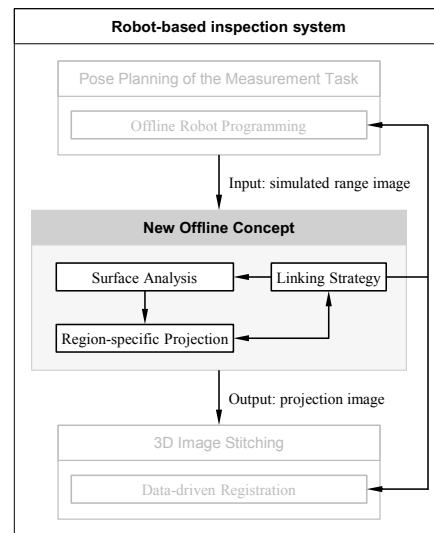 Robot-based inspection system
Pose Planning of the Measurement Task
Offline Robot Programming
Input: simulated range image
New Offline Concept
Surface Analysis
Linking Strategy
Region-specific Projection
Output: projection image
3D Image Stitching
Data-driven Registration